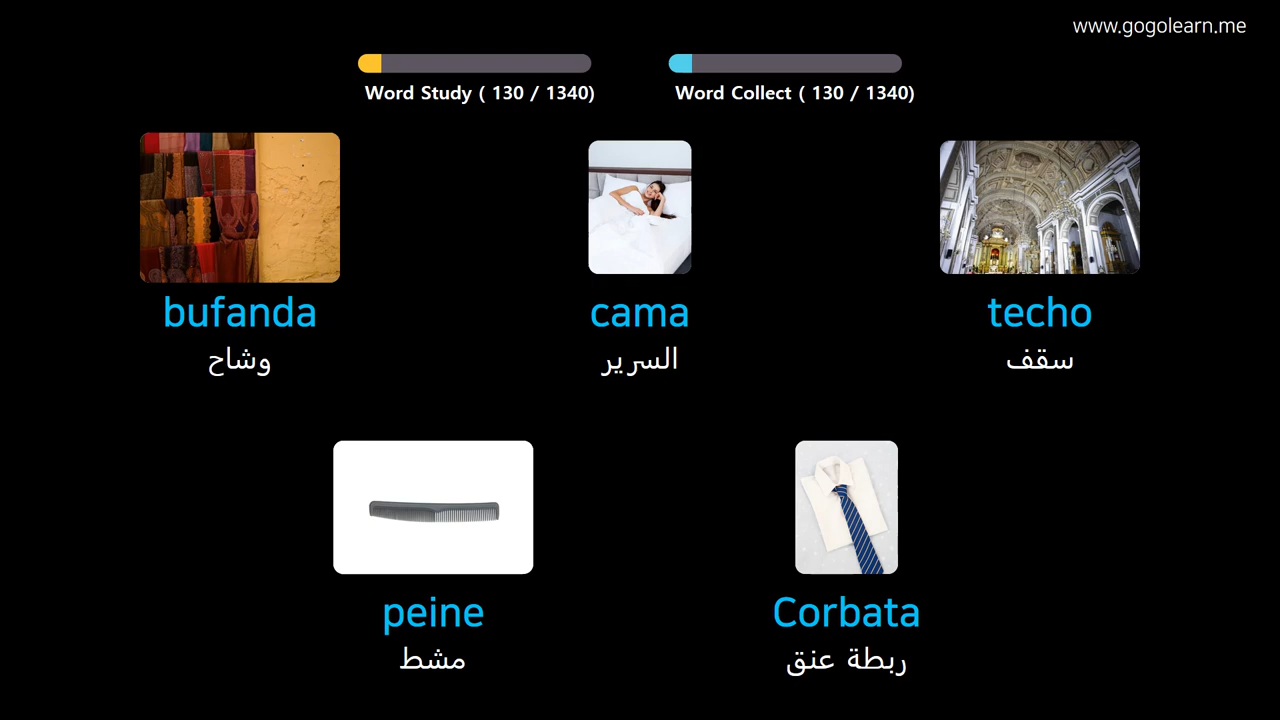 www.gogolearn.me
Word Study ( 130 / 1340)
Word Collect ( 130 / 1340)
bufanda
وشاح
cama
السرير
techo
سقف
peine
مشط
Corbata
ربطة عنق